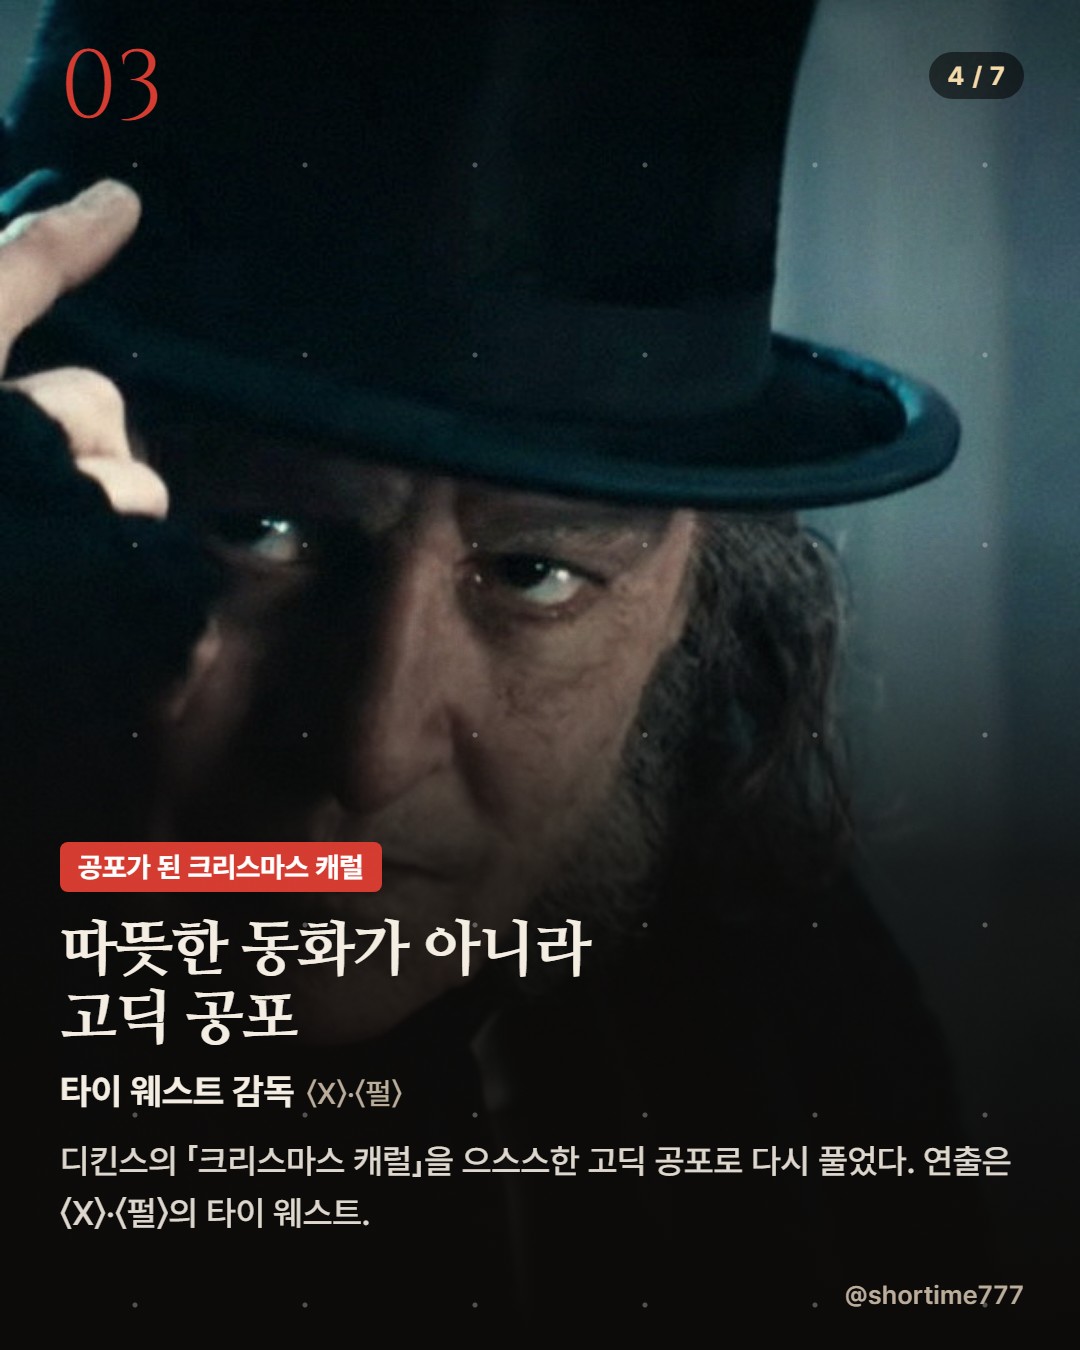 03
4 / 7
공포가 된 크리스마스 캐럴
따뜻한 동화가 아니라
고딕 공포
타이 웨스트 감독 〈X〉·〈펄〉
디킨스의 「크리스마스 캐럴」을 으스스한 고딕 공포로 다시 풀었다. 연출은
〈X〉·〈펄〉의 타이 웨스트.
@shortime777